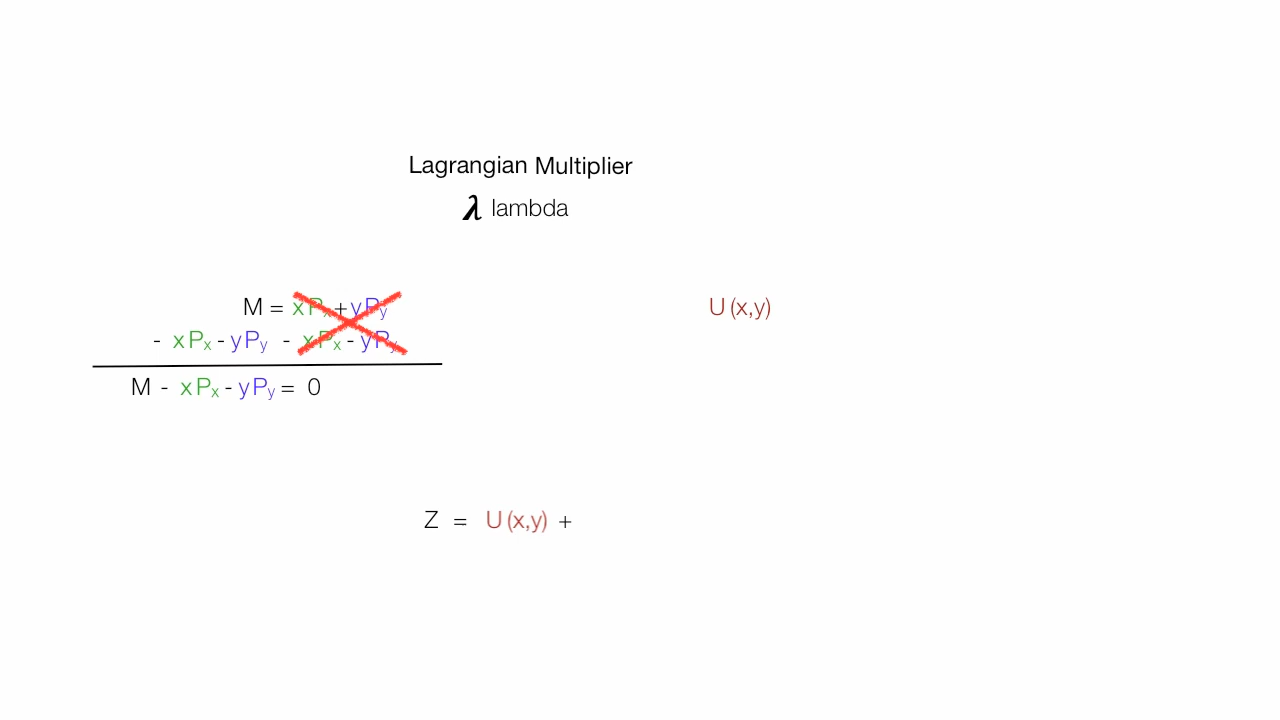 Lagrangian Multiplier
λ lambda
M = xPx + yPy
U (x,y)
- xPx - yPy - xPx - yPy
M - xPx - yPy = 0
Z = U (x,y) +